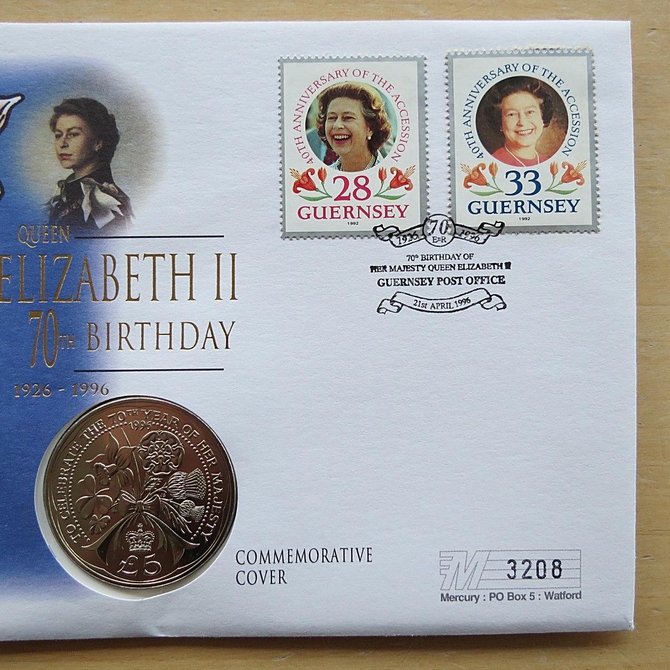 40TH ANNIVERSARY OF THE ACCESSION
28
GUERNSEY
1992
40TH ANNIVERSARY OF THE ACCESSION
33
GUERNSEY
1992
1926 70 1996
EIIR
70th BIRTHDAY OF
HER MAJESTY QUEEN ELIZABETH II
GUERNSEY POST OFFICE
21st APRIL 1996
QUEEN
ELIZABETH II
70TH BIRTHDAY
1926 - 1996
TO CELEBRATE THE 70TH YEAR OF HER MAJESTY
1996
£5
COMMEMORATIVE
COVER
M 3208
Mercury : PO Box 5 : Watford